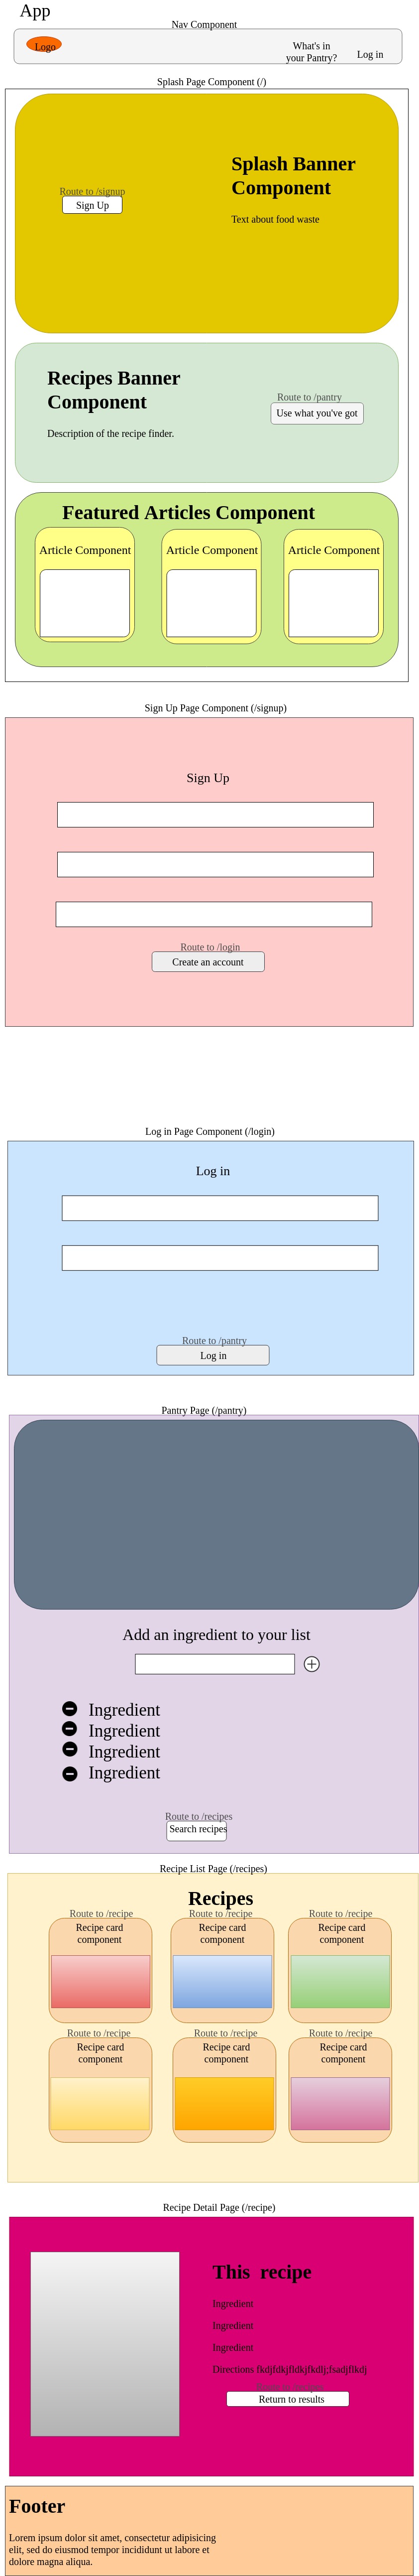 App
Nav Component
Logo
What's in
your Pantry?
Log in
Splash Page Component (/)
Splash Banner
Component
Route to /signup
Sign Up
Text about food waste
Recipes Banner
Component
Route to /pantry
Use what you've got
Description of the recipe finder.
Featured Articles Component
Article Component
Article Component
Article Component
Sign Up Page Component (/signup)
Sign Up
Route to /login
Create an account
Log in Page Component (/login)
Log in
Route to /pantry
Log in
Pantry Page (/pantry)
Add an ingredient to your list
Ingredient
Ingredient
Ingredient
Ingredient
Route to /recipes
Search recipes
Recipe List Page (/recipes)
Recipes
Route to /recipe
Route to /recipe
Route to /recipe
Recipe card
component
Recipe card
component
Recipe card
component
Route to /recipe
Route to /recipe
Route to /recipe
Recipe card
component
Recipe card
component
Recipe card
component
Recipe Detail Page (/recipe)
This recipe
Ingredient
Ingredient
Ingredient
Directions
Return to results
Footer
Lorem ipsum dolor sit amet, consectetur adipisicing
elit, sed do eiusmod tempor incididunt ut labore et
dolore magna aliqua.